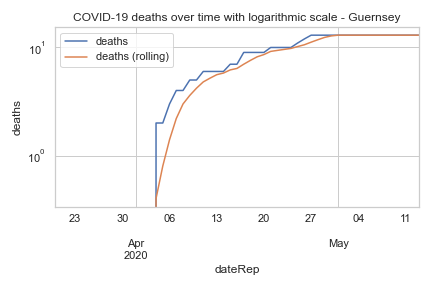 COVID-19 deaths over time with logarithmic scale - Guernsey
deaths
deaths (rolling)
10¹
10⁰
deaths
23 30 06 13 20 27 04 11
Apr May
2020
dateRep